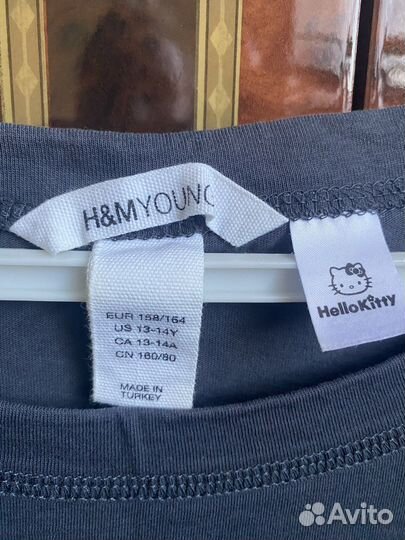 H&MYOUNG
HelloKitty
EUR 158/164
US 13-14Y
CA 13-14A
CN 160/80
MADE IN
TURKEY
Avito